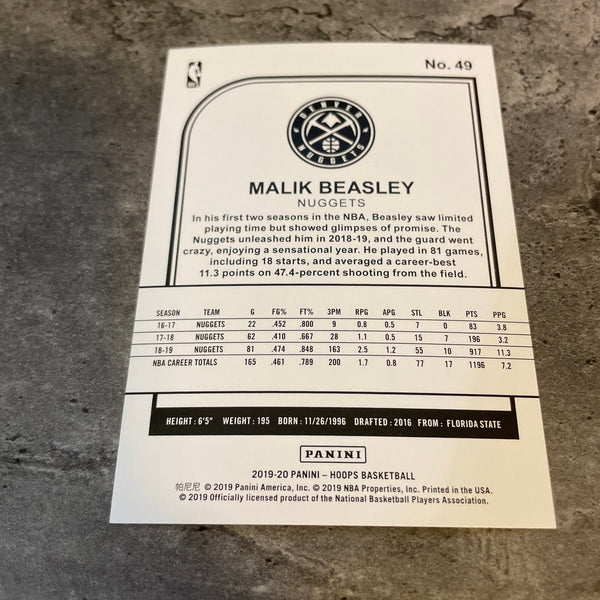 No. 49
DENVER
NUGGETS
MALIK BEASLEY
NUGGETS
In his first two seasons in the NBA, Beasley saw limited
playing time but showed glimpses of promise. The
Nuggets unleashed him in 2018-19, and the guard went
crazy, enjoying a sensational year. He played in 81 games,
including 18 starts, and averaged a career-best
11.3 points on 47.4-percent shooting from the field.
SEASON TEAM G FG% FT% 3PM RPG APG STL BLK PTS PPG
16-17 NUGGETS 22 .452 .800 9 0.8 0.5 7 0 83 3.8
17-18 NUGGETS 62 .410 .667 28 1.1 0.5 15 7 196 3.2
18-19 NUGGETS 81 .474 .848 163 2.5 1.2 55 10 917 11.3
NBA CAREER TOTALS 165 .461 .789 200 1.7 0.8 77 17 1196 7.2
HEIGHT: 6'5" WEIGHT: 195 BORN: 11/26/1996 DRAFTED: 2016 FROM: FLORIDA STATE
PANINI
2019-20 PANINI – HOOPS BASKETBALL
帕尼尼 © 2019 Panini America, Inc. © 2019 NBA Properties, Inc. Printed in the USA.
© 2019 Officially licensed product of the National Basketball Players Association.